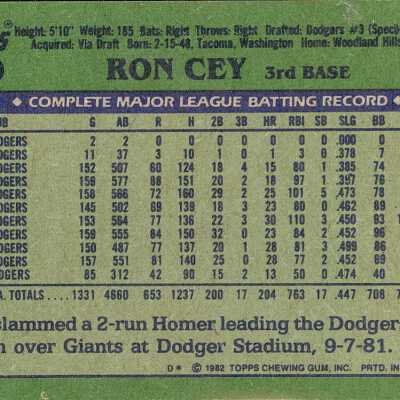 Height: 5'10" Weight: 185 Bats: Right Throws: Right Drafted: Dodgers #3 (Speci
Acquired: Via Draft Born: 2-15-48, Tacoma, Washington Home: Woodland Hills
RON CEY 3rd BASE
COMPLETE MAJOR LEAGUE BATTING RECORD
UB G AB R H 2B 3B HR RBI SB SLG BB
DGERS 2 2 0 0 0 0 0 0 0 .000 0
DGERS 11 37 3 10 1 0 1 3 0 .378 7
DGERS 152 507 60 124 18 4 15 80 1 .385 74
DGERS 159 577 88 151 20 2 18 97 1 .397 76
DGERS 158 566 72 160 29 2 25 101 5 .473 78
DGERS 145 502 69 139 18 3 23 80 0 .462 89
DGERS 153 564 77 136 22 3 30 110 3 .450 93
DGERS 159 555 84 150 32 0 23 84 2 .452 96
DGERS 150 487 77 137 20 1 28 81 3 .499 86
DGERS 157 551 81 140 25 0 28 77 2 .452 69
DGERS 85 312 42 90 15 2 13 50 0 .474 40
A. TOTALS 1331 4660 653 1237 200 17 204 763 17 .447 708
slammed a 2-run Homer leading the Dodger
n over Giants at Dodger Stadium, 9-7-81.
D* © 1982 TOPPS CHEWING GUM, INC. PRTD. IN